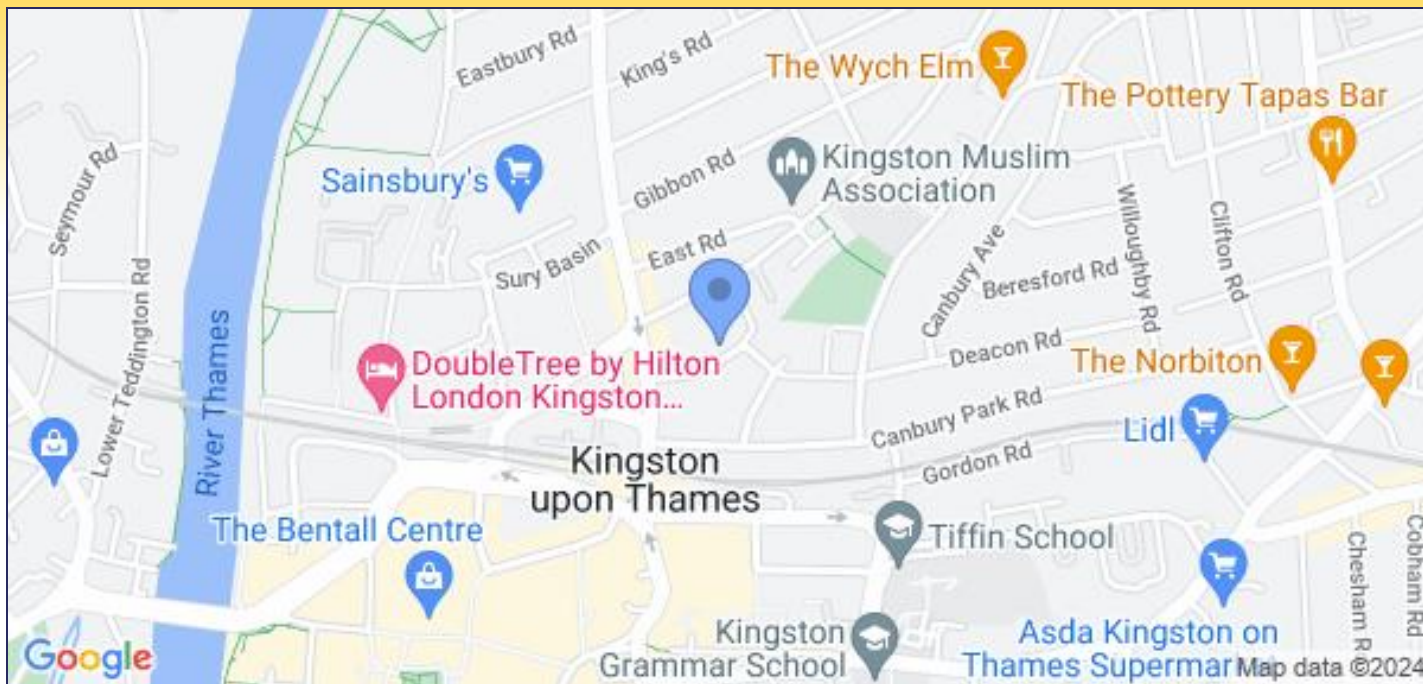 Eastbury Rd
King's Rd
The Wych Elm
The Pottery Tapas Bar
Seymour Rd
Sainsbury's
Gibbon Rd
Kingston Muslim
Association
Willoughby Rd
Clifton Rd
East Rd
Sury Basin
Canbury Ave
Beresford Rd
Lower Teddington Rd
River Thames
DoubleTree by Hilton
London Kingston...
Deacon Rd
The Norbiton
Canbury Park Rd
Lidl
Gordon Rd
Kingston
upon Thames
The Bentall Centre
Tiffin School
Chesham Rd
Cobham Rd
Kingston
Grammar School
Asda Kingston on
Thames Supermar
Google
Map data ©2024